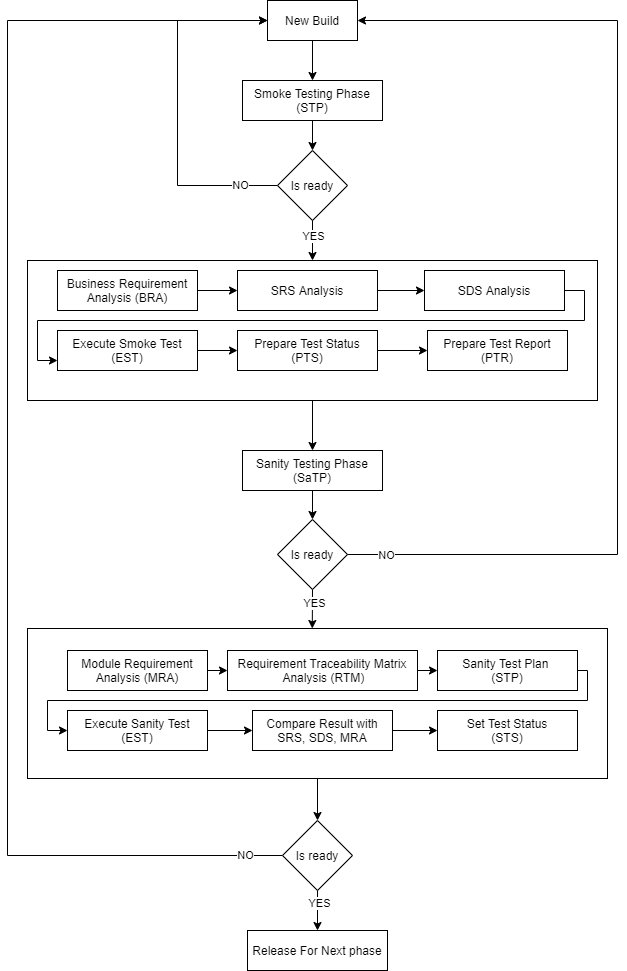 New Build
Smoke Testing Phase
(STP)
Is ready
NO
YES
Business Requirement
Analysis (BRA)
SRS Analysis
SDS Analysis
Execute Smoke Test
(EST)
Prepare Test Status
(PTS)
Prepare Test Report
(PTR)
Sanity Testing Phase
(SaTP)
Is ready
NO
YES
Module Requirement
Analysis (MRA)
Requirement Traceability Matrix
Analysis (RTM)
Sanity Test Plan
(STP)
Execute Sanity Test
(EST)
Compare Result with
SRS, SDS, MRA
Set Test Status
(STS)
Is ready
NO
YES
Release For Next phase